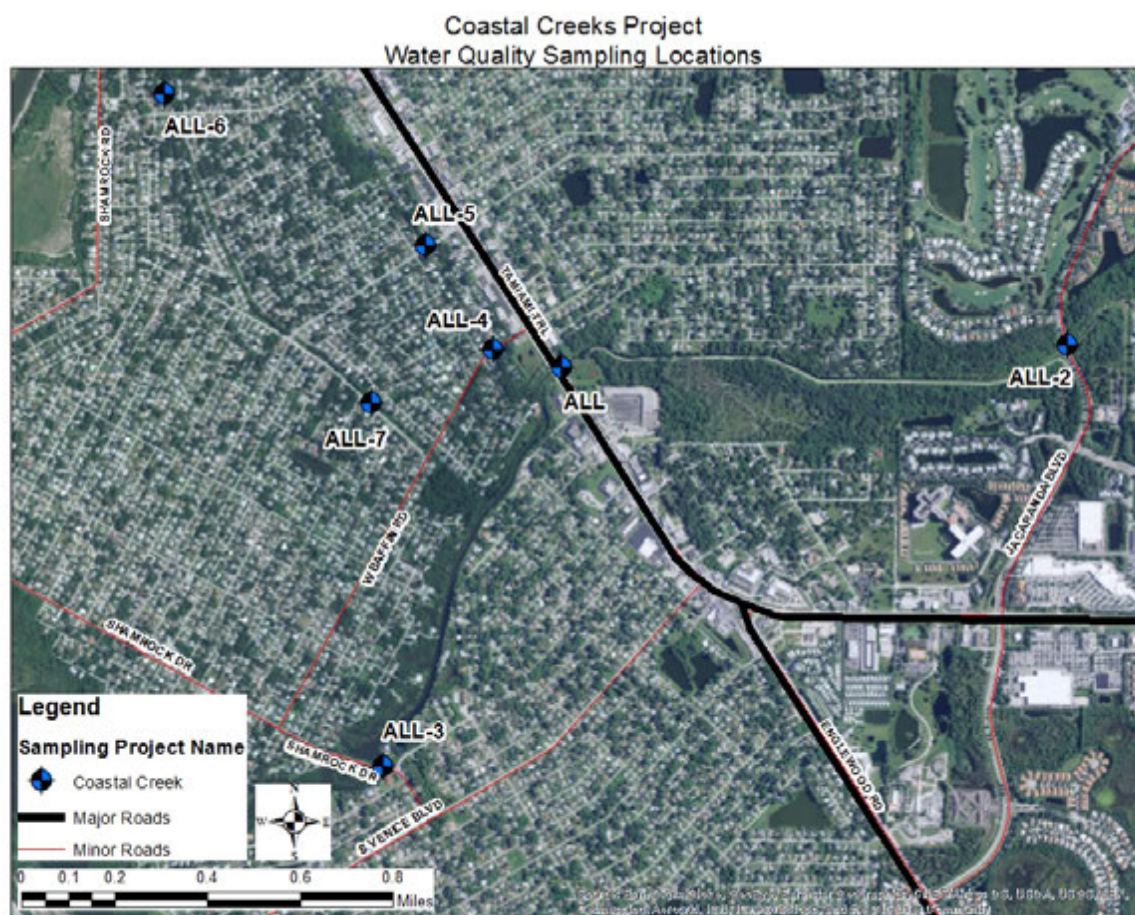 Coastal Creeks Project
Water Quality Sampling Locations
SHAMROCK RD
ALL-6
ALL-5
TAMIAMI TRL
ALL-4
ALL
ALL-2
ALL-7
JACARANDA BLVD
W BAFFIN RD
SHAMROCK DR
ALL-3
SHAMROCK DR
S VENICE BLVD
ENGLEWOOD RD
Legend
Sampling Project Name
Coastal Creek
Major Roads
Minor Roads
N
W E
S
0 0.1 0.2 0.4 0.6 0.8
Miles